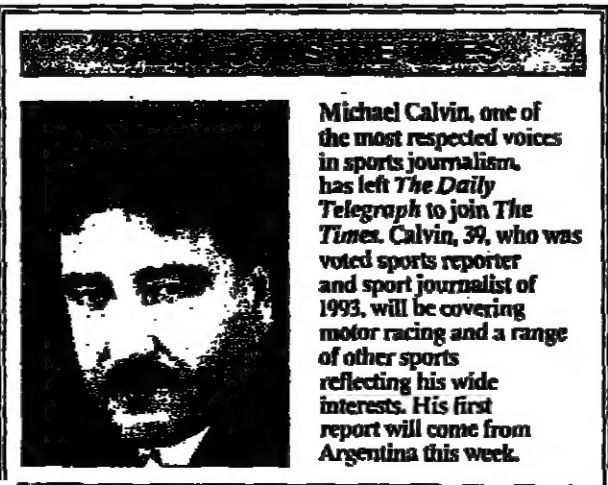 Michael Calvin, one of
the most respected voices
in sports journalism,
has left The Daily
Telegraph to join The
Times. Calvin, 39, who was
voted sports reporter
and sport journalist of
1993, will be covering
motor racing and a range
of other sports
reflecting his wide
interests. His first
report will come from
Argentina this week.